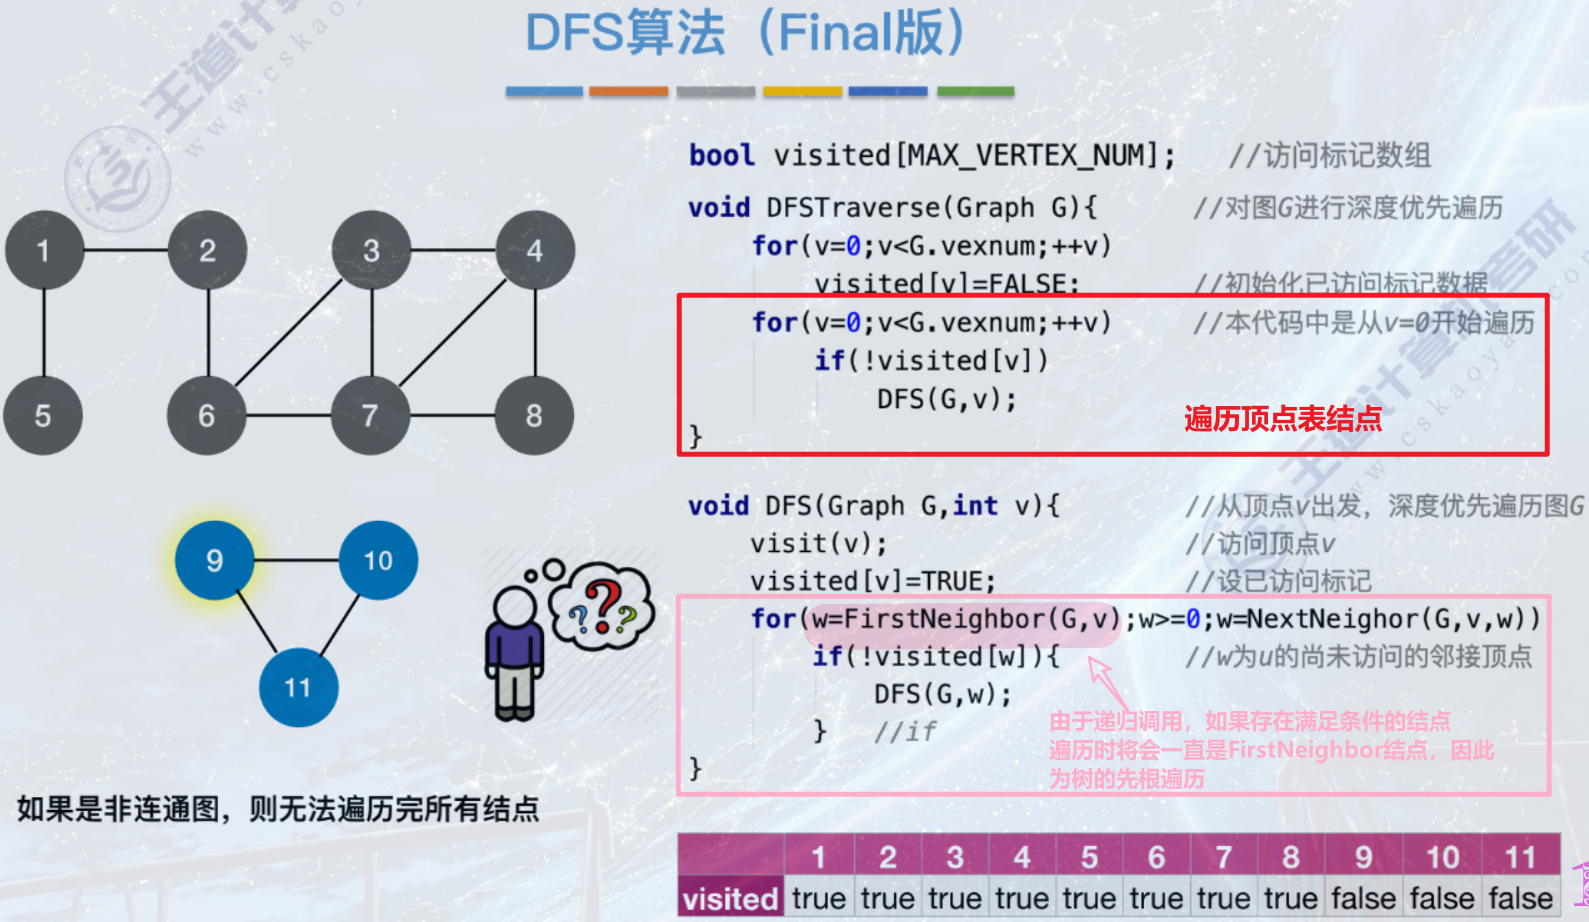 DFS算法（Final版）
bool visited[MAX_VERTEX_NUM];   //访问标记数组
void DFSTraverse(Graph G){   //对图G进行深度优先遍历
for(v=0;v<G.vexnum;++v)
visited[v]=FALSE;   //初始化已访问标记数据
for(v=0;v<G.vexnum;++v)   //本代码中是从v=0开始遍历
if(!visited[v])
DFS(G,v);
遍历顶点表结点
}
void DFS(Graph G,int v){   //从顶点v出发，深度优先遍历图G
visit(v);   //访问顶点v
visited[v]=TRUE;   //设已访问标记
for(w=FirstNeighbor(G,v);w>=0;w=NextNeighor(G,v,w))
if(!visited[w]){   //w为u的尚未访问的邻接顶点
DFS(G,w);
}   //if
}
由于递归调用，如果存在满足条件的结点
遍历时将会一直是FirstNeighbor结点，因此
为树的先根遍历
1 2 3 4
5 6 7 8
9 10
11
? ? ?
如果是非连通图，则无法遍历完所有结点
1 2 3 4 5 6 7 8 9 10 11
visited true true true true true true true true false false false
王道计算机考研
www.cskaoyan.com